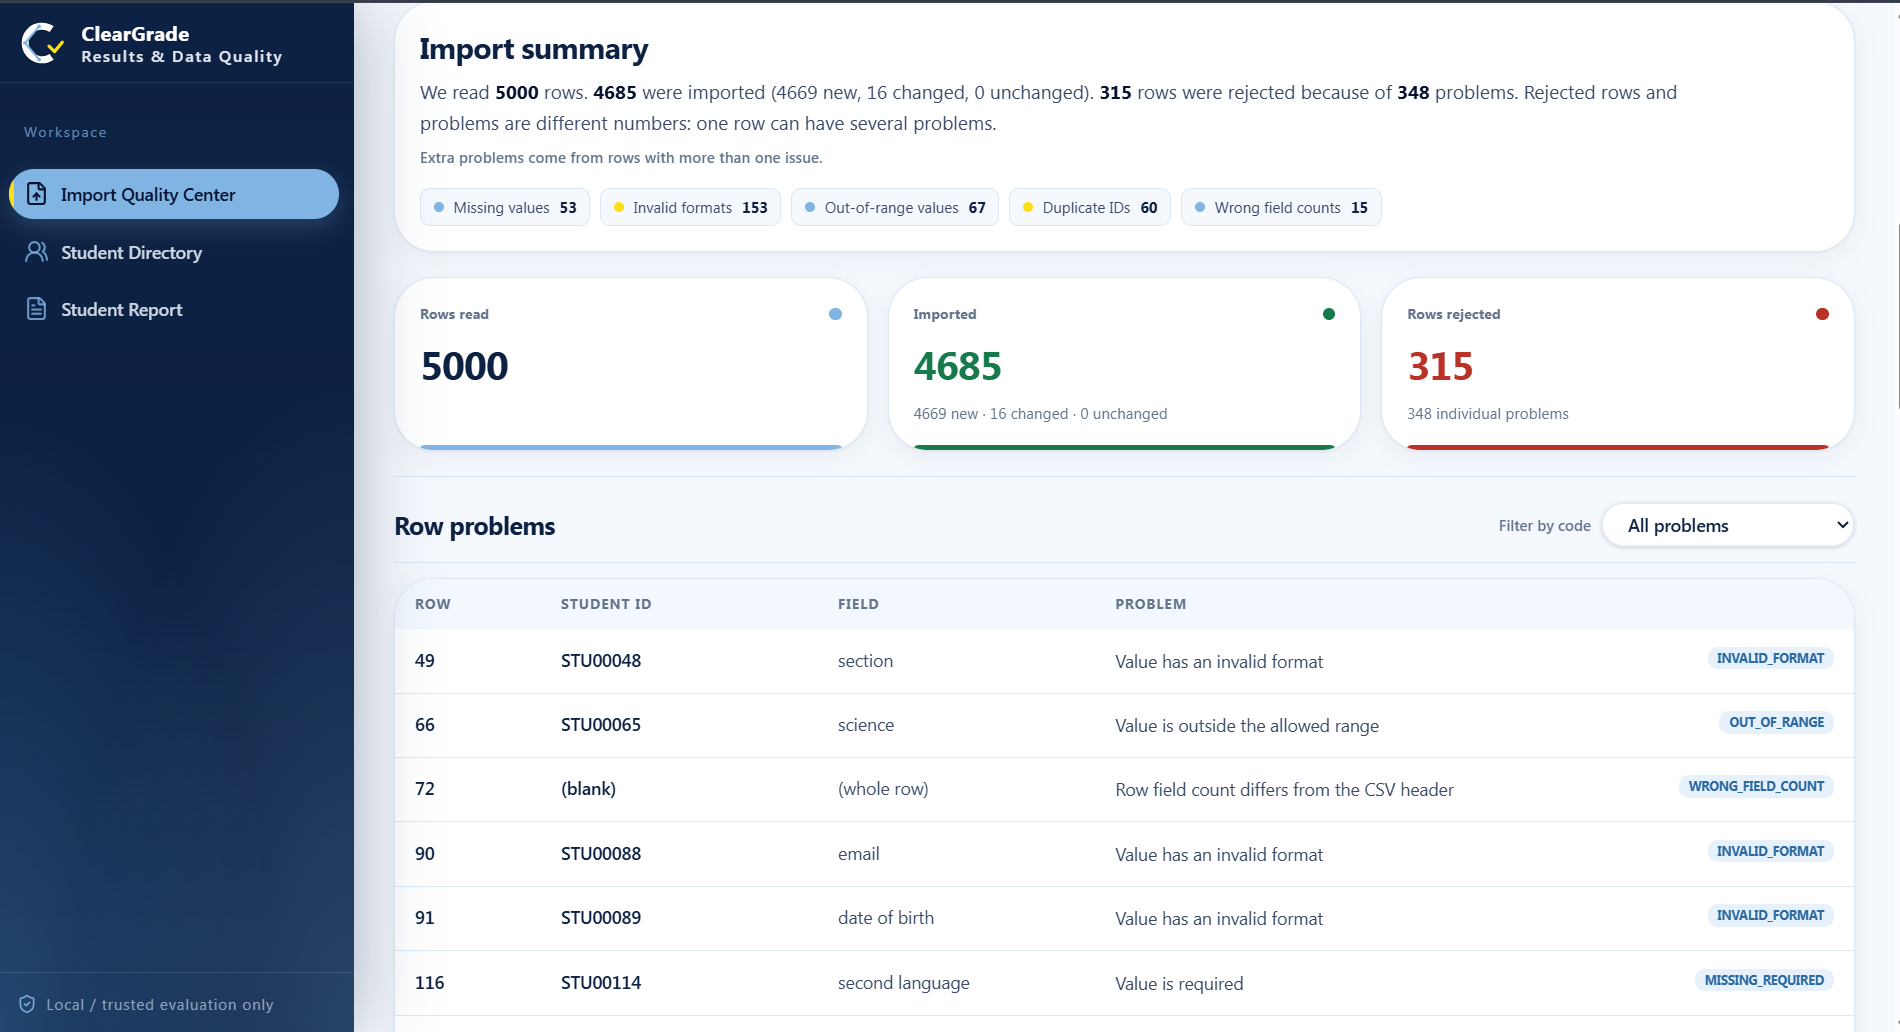 ClearGrade
Results & Data Quality
Workspace
Import Quality Center
Student Directory
Student Report
Local / trusted evaluation only
Import summary
We read 5000 rows. 4685 were imported (4669 new, 16 changed, 0 unchanged). 315 rows were rejected because of 348 problems. Rejected rows and
problems are different numbers: one row can have several problems.
Extra problems come from rows with more than one issue.
Missing values 53 Invalid formats 153 Out-of-range values 67 Duplicate IDs 60 Wrong field counts 15
Rows read
5000
Imported
4685
4669 new · 16 changed · 0 unchanged
Rows rejected
315
348 individual problems
Row problems
Filter by code All problems
ROW STUDENT ID FIELD PROBLEM
49 STU00048 section Value has an invalid format INVALID_FORMAT
66 STU00065 science Value is outside the allowed range OUT_OF_RANGE
72 (blank) (whole row) Row field count differs from the CSV header WRONG_FIELD_COUNT
90 STU00088 email Value has an invalid format INVALID_FORMAT
91 STU00089 date of birth Value has an invalid format INVALID_FORMAT
116 STU00114 second language Value is required MISSING_REQUIRED